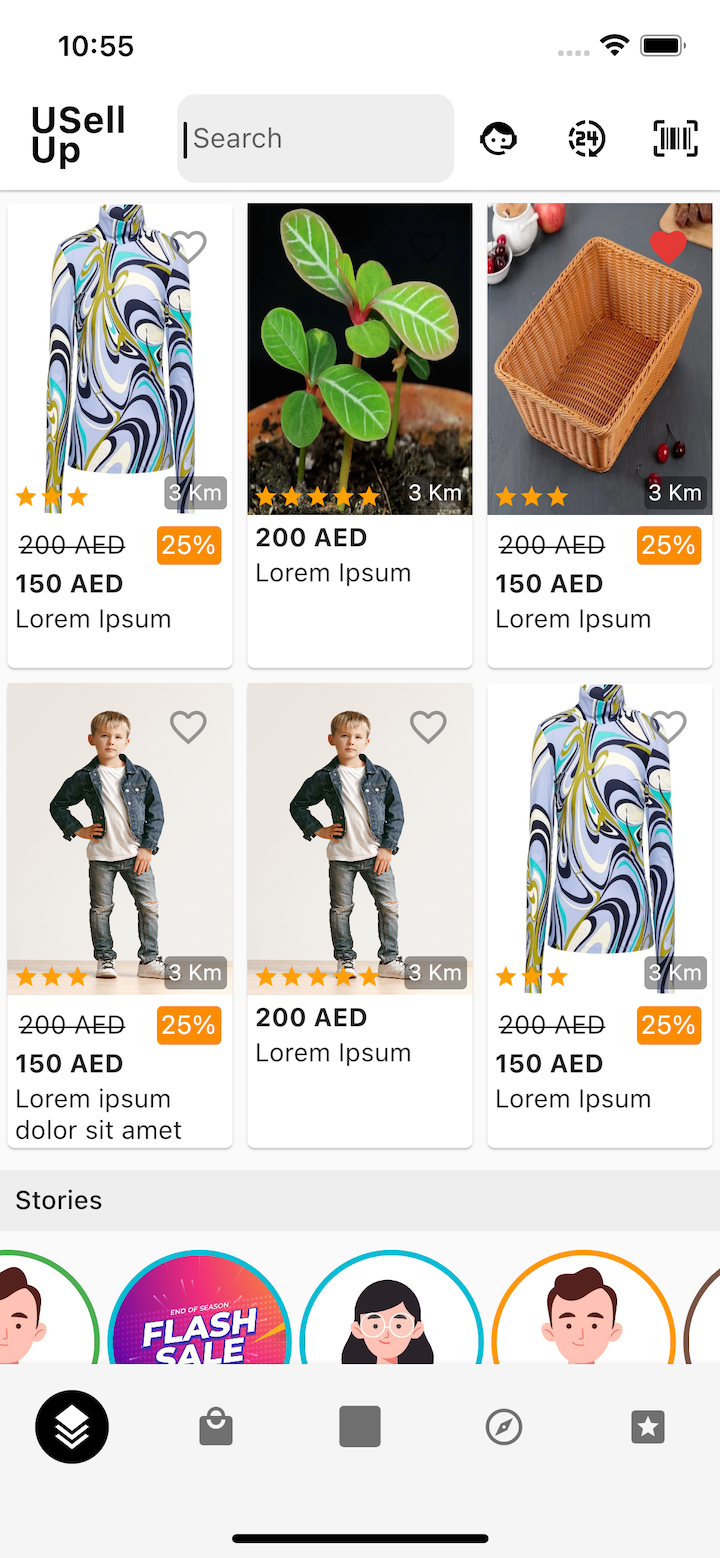 10:55
USell
Up
Search
24
3 Km
3 Km
3 Km
200 AED 25%
150 AED
Lorem Ipsum
200 AED
Lorem Ipsum
200 AED 25%
150 AED
Lorem Ipsum
3 Km
3 Km
3 Km
200 AED 25%
150 AED
Lorem ipsum
dolor sit amet
200 AED
Lorem Ipsum
200 AED 25%
150 AED
Lorem Ipsum
Stories
END OF SEASON
FLASH
SALE